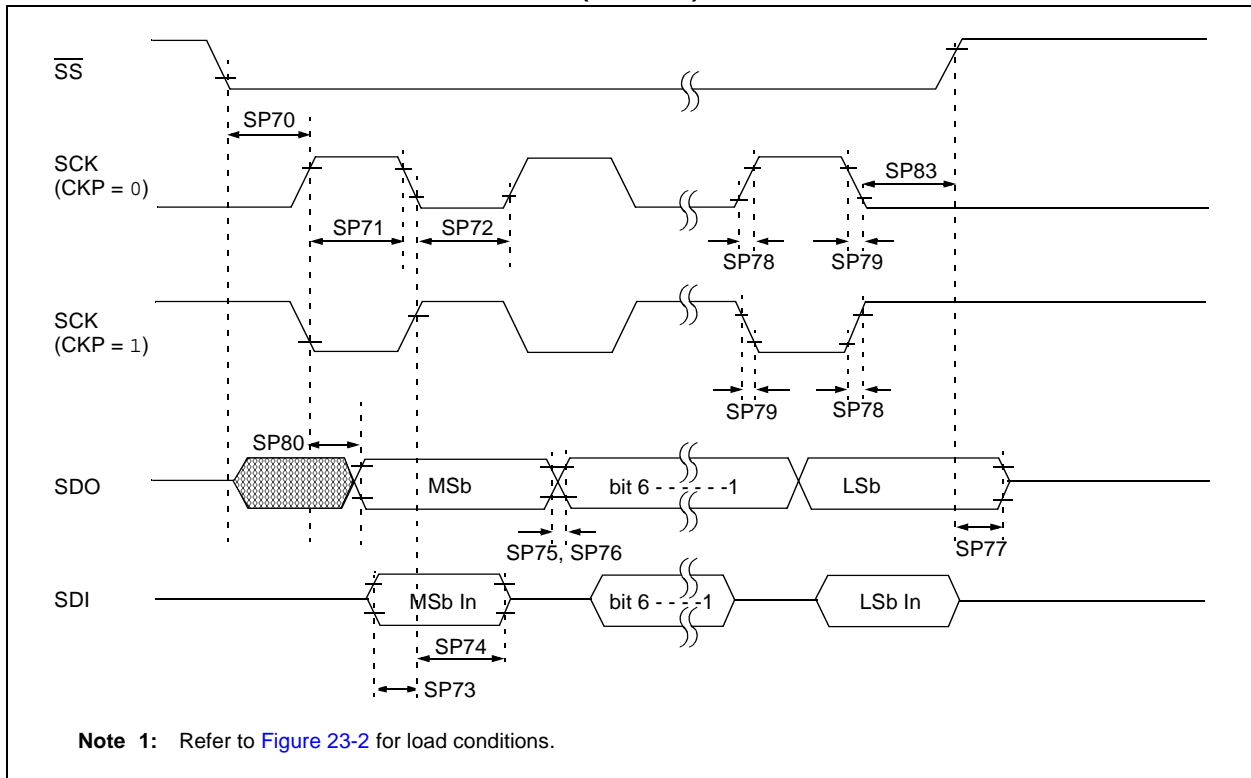 SS
SP70
SCK
(CKP = 0)
SP83
SP71
SP72
SP78
SP79
SCK
(CKP = 1)
SP79
SP78
SP80
SDO
MSb
bit 6 - - - - - -1
LSb
SP75, SP76
SP77
SDI
MSb In
bit 6 - - - -1
LSb In
SP74
SP73
Note 1: Refer to Figure 23-2 for load conditions.